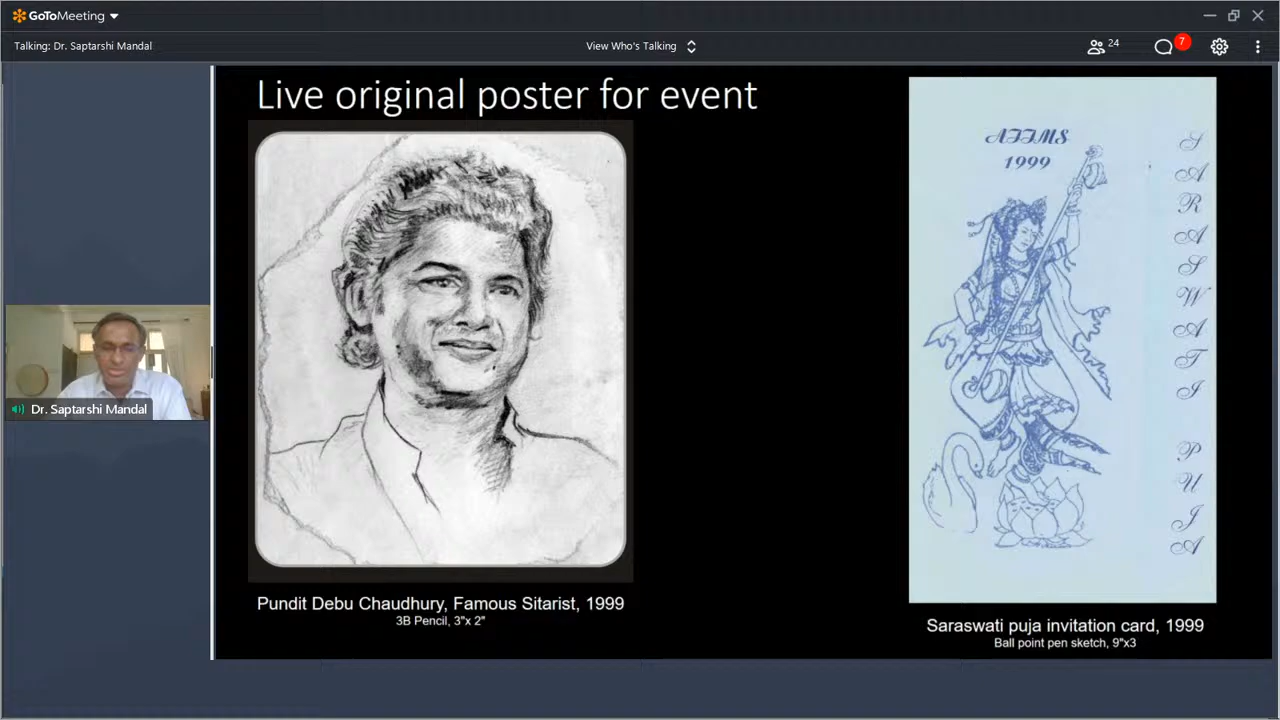 GoToMeeting
Talking: Dr. Saptarshi Mandal
View Who's Talking
24
7
Live original poster for event
AIIMS
1999
SARASWATI PUJA
Dr. Saptarshi Mandal
Pundit Debu Chaudhury, Famous Sitarist, 1999
3B Pencil, 3"x 2"
Saraswati puja invitation card, 1999
Ball point pen sketch, 9"x3